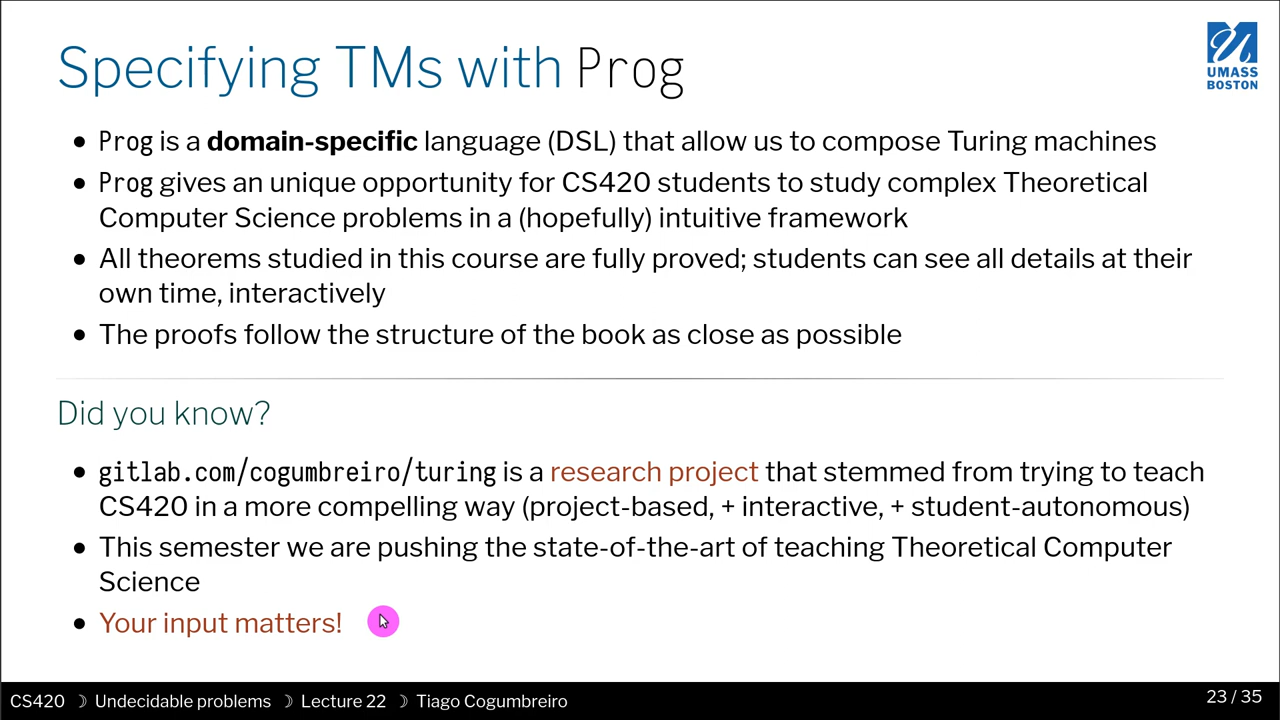 Specifying TMs with Prog
UMASS
BOSTON
● Prog is a domain-specific language (DSL) that allow us to compose Turing machines
● Prog gives an unique opportunity for CS420 students to study complex Theoretical
Computer Science problems in a (hopefully) intuitive framework
● All theorems studied in this course are fully proved; students can see all details at their
own time, interactively
● The proofs follow the structure of the book as close as possible
Did you know?
● gitlab.com/cogumbreiro/turing is a research project that stemmed from trying to teach
CS420 in a more compelling way (project-based, + interactive, + student-autonomous)
● This semester we are pushing the state-of-the-art of teaching Theoretical Computer
Science
● Your input matters!
CS420 ☽ Undecidable problems ☽ Lecture 22 ☽ Tiago Cogumbreiro
23 / 35